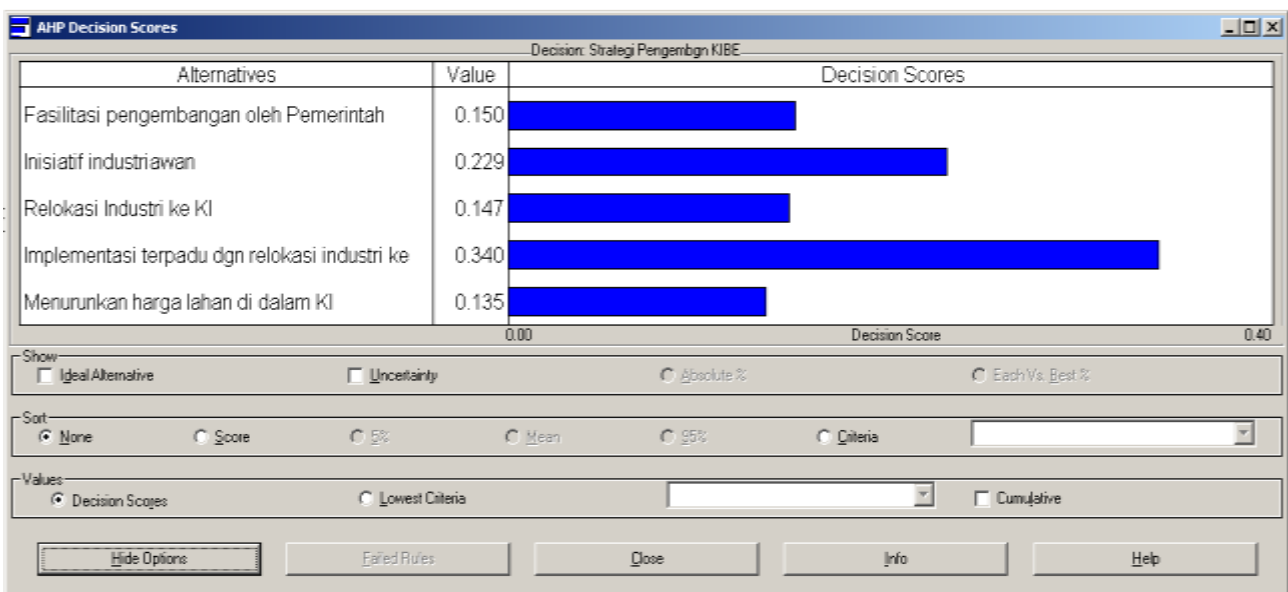 AHP Decision Scores
Decision: Strategi Pengembgn KIBE
Alternatives Value Decision Scores
Fasilitasi pengembangan oleh Pemerintah 0.150
Inisiatif industriawan 0.229
Relokasi Industri ke KI 0.147
Implementasi terpadu dgn relokasi industri ke 0.340
Menurunkan harga lahan di dalam KI 0.135
0.00 Decision Score 0.40
Show
Ideal Alternative Uncertainty Absolute % Each Vs. Best %
Sort
None Score 5% Mean 95% Criteria
Values
Decision Scores Lowest Criteria Cumulative
Hide Options Failed Rules Close Info Help